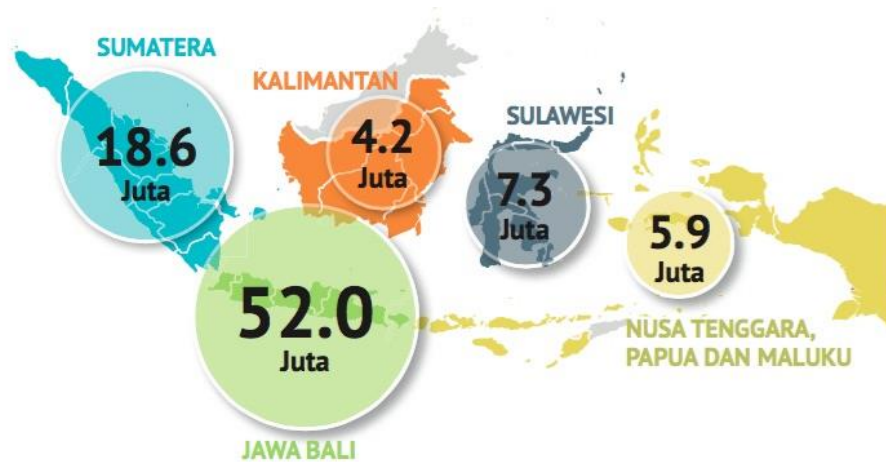 SUMATERA
18.6
Juta
KALIMANTAN
4.2
Juta
SULAWESI
7.3
Juta
5.9
Juta
NUSA TENGGARA,
PAPUA DAN MALUKU
52.0
Juta
JAWA BALI